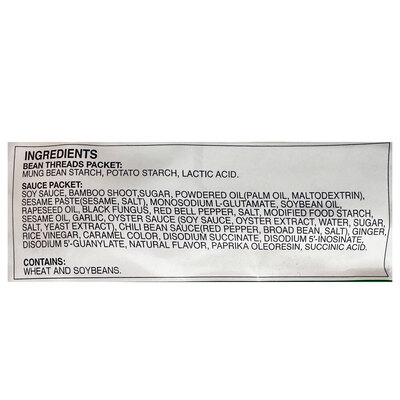 INGREDIENTS
BEAN THREADS PACKET:
MUNG BEAN STARCH, POTATO STARCH, LACTIC ACID.
SAUCE PACKET:
SOY SAUCE, BAMBOO SHOOT,SUGAR, POWDERED OIL(PALM OIL, MALTODEXTRIN),
SESAME PASTE(SESAME, SALT), MONOSODIUM L-GLUTAMATE, SOYBEAN OIL,
RAPESEED OIL, BLACK FUNGUS, RED BELL PEPPER, SALT, MODIFIED FOOD STARCH,
SESAME OIL, GARLIC, OYSTER SAUCE (SOY SAUCE, OYSTER EXTRACT, WATER, SUGAR,
SALT, YEAST EXTRACT), CHILI BEAN SAUCE(RED PEPPER, BROAD BEAN, SALT), GINGER,
RICE VINEGAR, CARAMEL COLOR, DISODIUM SUCCINATE, DISODIUM 5'-INOSINATE,
DISODIUM 5'-GUANYLATE, NATURAL FLAVOR, PAPRIKA OLEORESIN, SUCCINIC ACID.
CONTAINS:
WHEAT AND SOYBEANS.